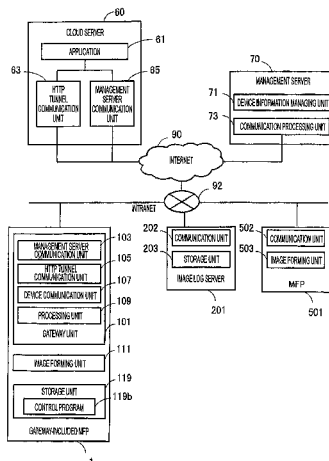 60
CLOUD SERVER
61
APPLICATION
63
65
HTTP
TUNNEL
COMMUNICATION
UNIT
MANAGEMENT
SERVER
COMMUNICATION
UNIT
70
MANAGEMENT SERVER
71
DEVICE INFORMATION MANAGING UNIT
73
COMMUNICATION PROCESSING UNIT
90
INTERNET
92
INTRANET
103
MANAGEMENT SERVER
COMMUNICATION UNIT
105
HTTP TUNNEL
COMMUNICATION UNIT
107
DEVICE COMMUNICATION UNIT
109
PROCESSING UNIT
101
GATEWAY UNIT
111
IMAGE FORMING UNIT
119
STORAGE UNIT
CONTROL PROGRAM
119b
GATEWAY-INCLUDED MFP
1
202
COMMUNICATION UNIT
203
STORAGE UNIT
IMAGE LOG SERVER
201
502
COMMUNICATION UNIT
503
IMAGE FORMING UNIT
MFP
501